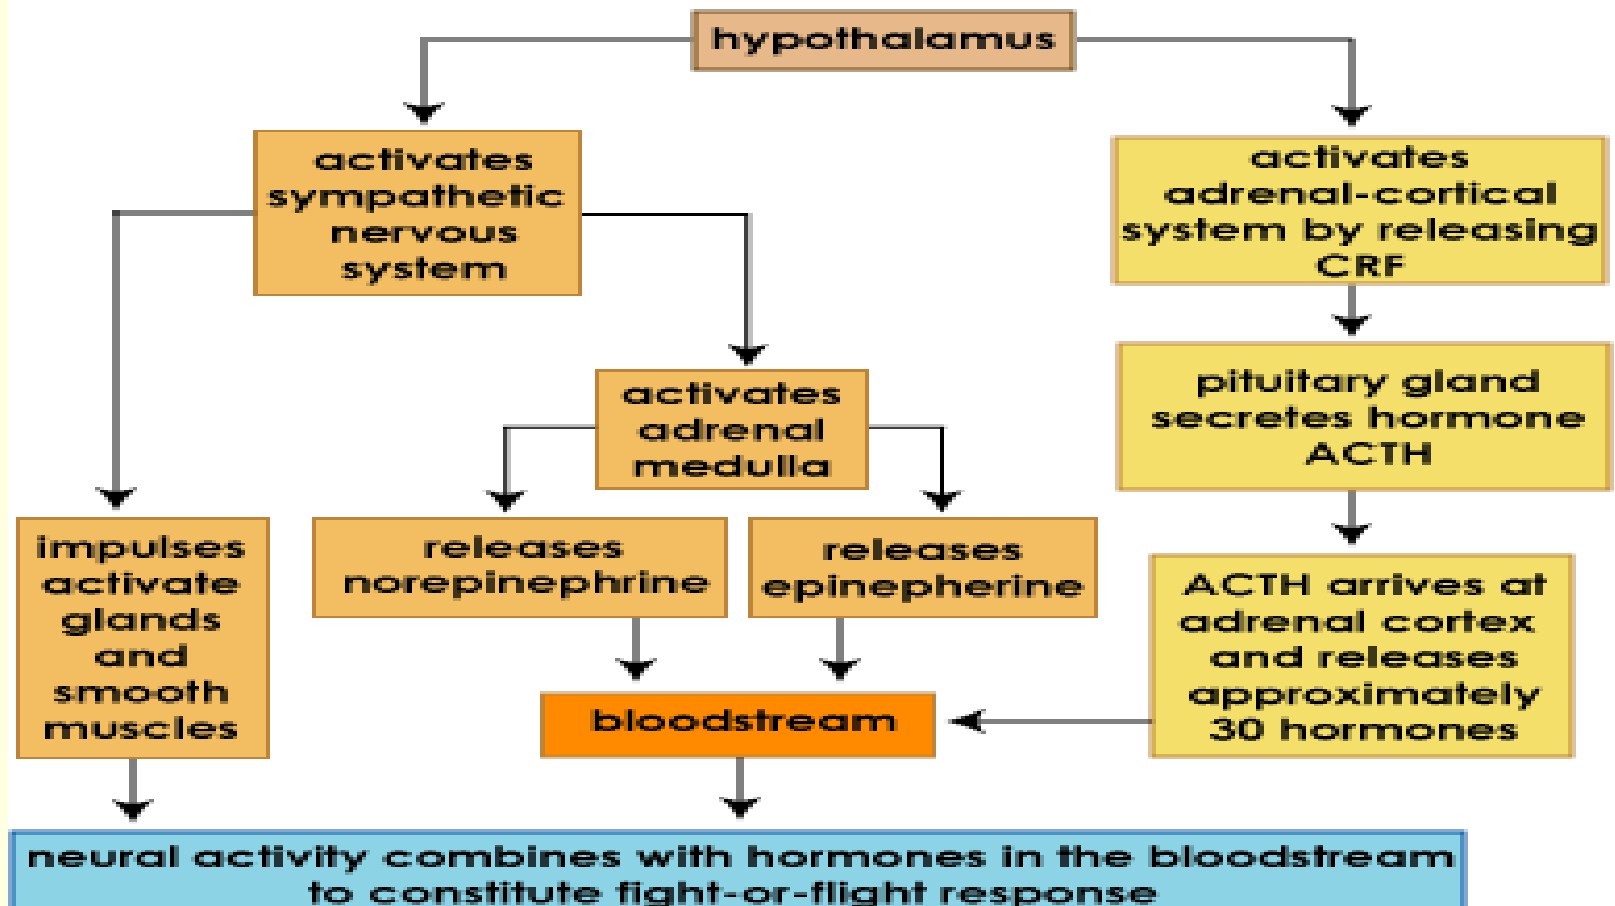 hypothalamus
activates
sympathetic
nervous
system
activates
adrenal-cortical
system by releasing
CRF
activates
adrenal
medulla
pituitary gland
secretes hormone
ACTH
impulses
activate
glands
and
smooth
muscles
releases
norepinephrine
releases
epinepherine
ACTH arrives at
adrenal cortex
and releases
approximately
30 hormones
bloodstream
neural activity combines with hormones in the bloodstream
to constitute fight-or-flight response